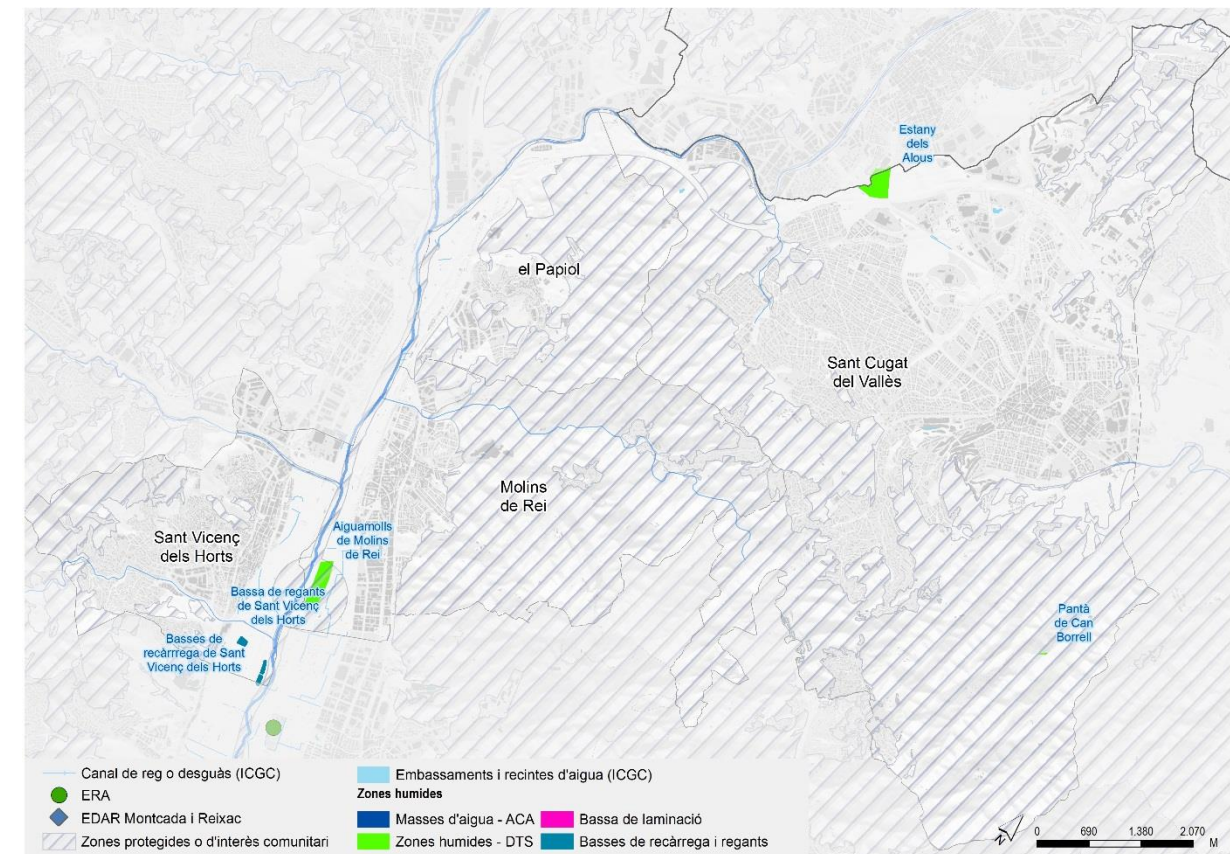 Estany
dels
Alous
el Papiol
Sant Cugat
del Vallès
Molins
de Rei
Sant Vicenç
dels Horts
Aiguamolls
de Molins
de Rei
Bassa de regants
de Sant Vicenç
dels Horts
Basses de
recàrrega de Sant
Vicenç dels Horts
Pantà
de Can
Borrell
Canal de reg o desguàs (ICGC)
ERA
EDAR Montcada i Reixac
Zones protegides o d'interès comunitari
Embassaments i recintes d'aigua (ICGC)
Zones humides
Masses d'aigua - ACA
Bassa de laminació
Zones humides - DTS
Basses de recàrrega i regants
N
0 690 1.380 2.070
M